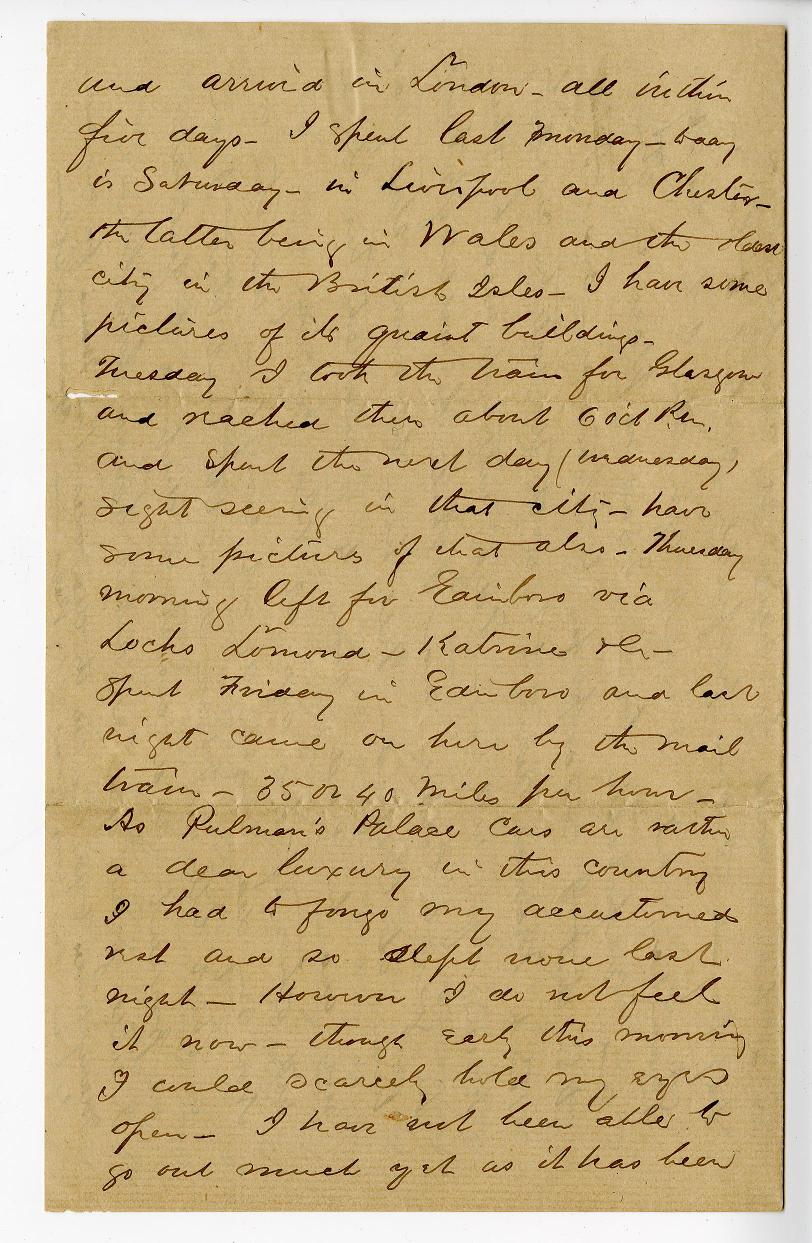 and arrived in London - all within
five days - I spent last Monday - today
is Saturday - in Liverpool and Chester -
the latter being in Wales and the oldest
city in the British Isles - I have some
pictures of its quaint buildings -
Tuesday I took the train for Glasgow
and reached there about 6 P.m.
and spent the next day (Wednesday)
sight seeing in that city - have
some pictures of that also - Thursday
morning left for Edinboro via
Lochs Lomond - Katrine &c -
spent Friday in Edinboro and last
night came on here by the mail
train - 35 or 40 miles per hour -
As Pulman's Palace Cars are rather
a dear luxury in this country
I had to forgo my accustomed
rest and so slept none last
night - However I do not feel
it now - though early this morning
I could scarcely hold my eyes
open - I have not been able to
go out much yet as it has been